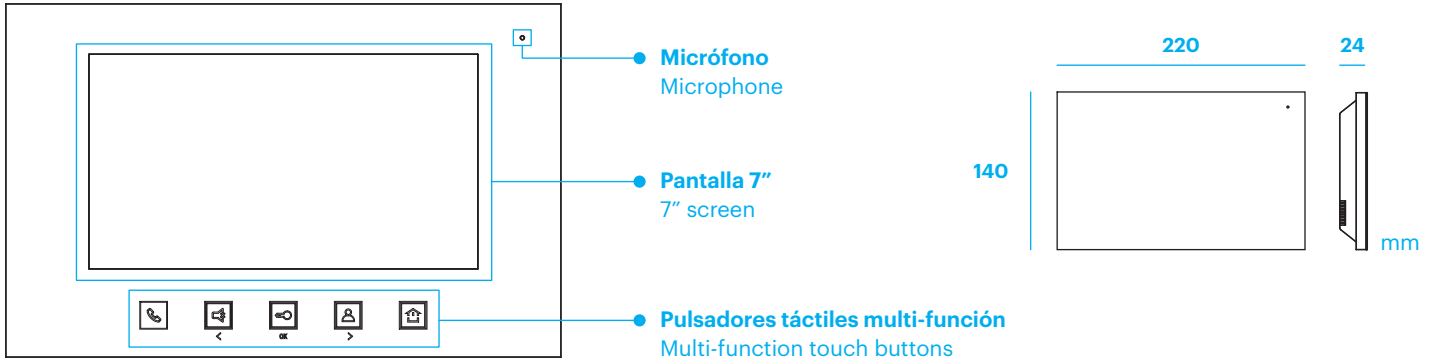 Micrófono
Microphone
Pantalla 7”
7” screen
< OK >
Pulsadores táctiles multi-función
Multi-function touch buttons
220
24
140
mm